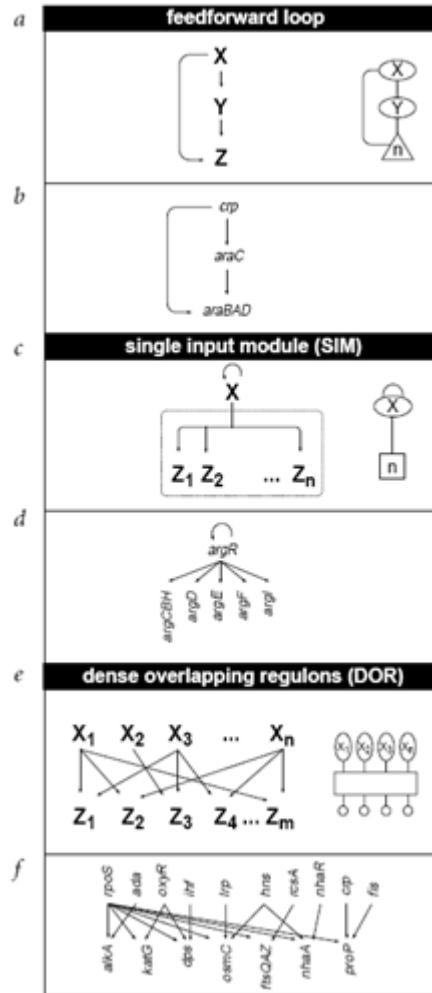 a
feedforward loop
X
Y
Z
X
Y
n
b
crp
araC
araBAD
c
single input module (SIM)
X
Z1 Z2 ... Zn
X
n
d
argR
argCBH argD argE argF argI
e
dense overlapping regulons (DOR)
X1 X2 X3 ... Xn
Z1 Z2 Z3 Z4 ... Zm
X1 X2 X3 X4
f
rpoS ada oxyR ihf lrp hns rcsA nhaR crp fis
alkA katG dps osmC ftsQAZ nhaA proP